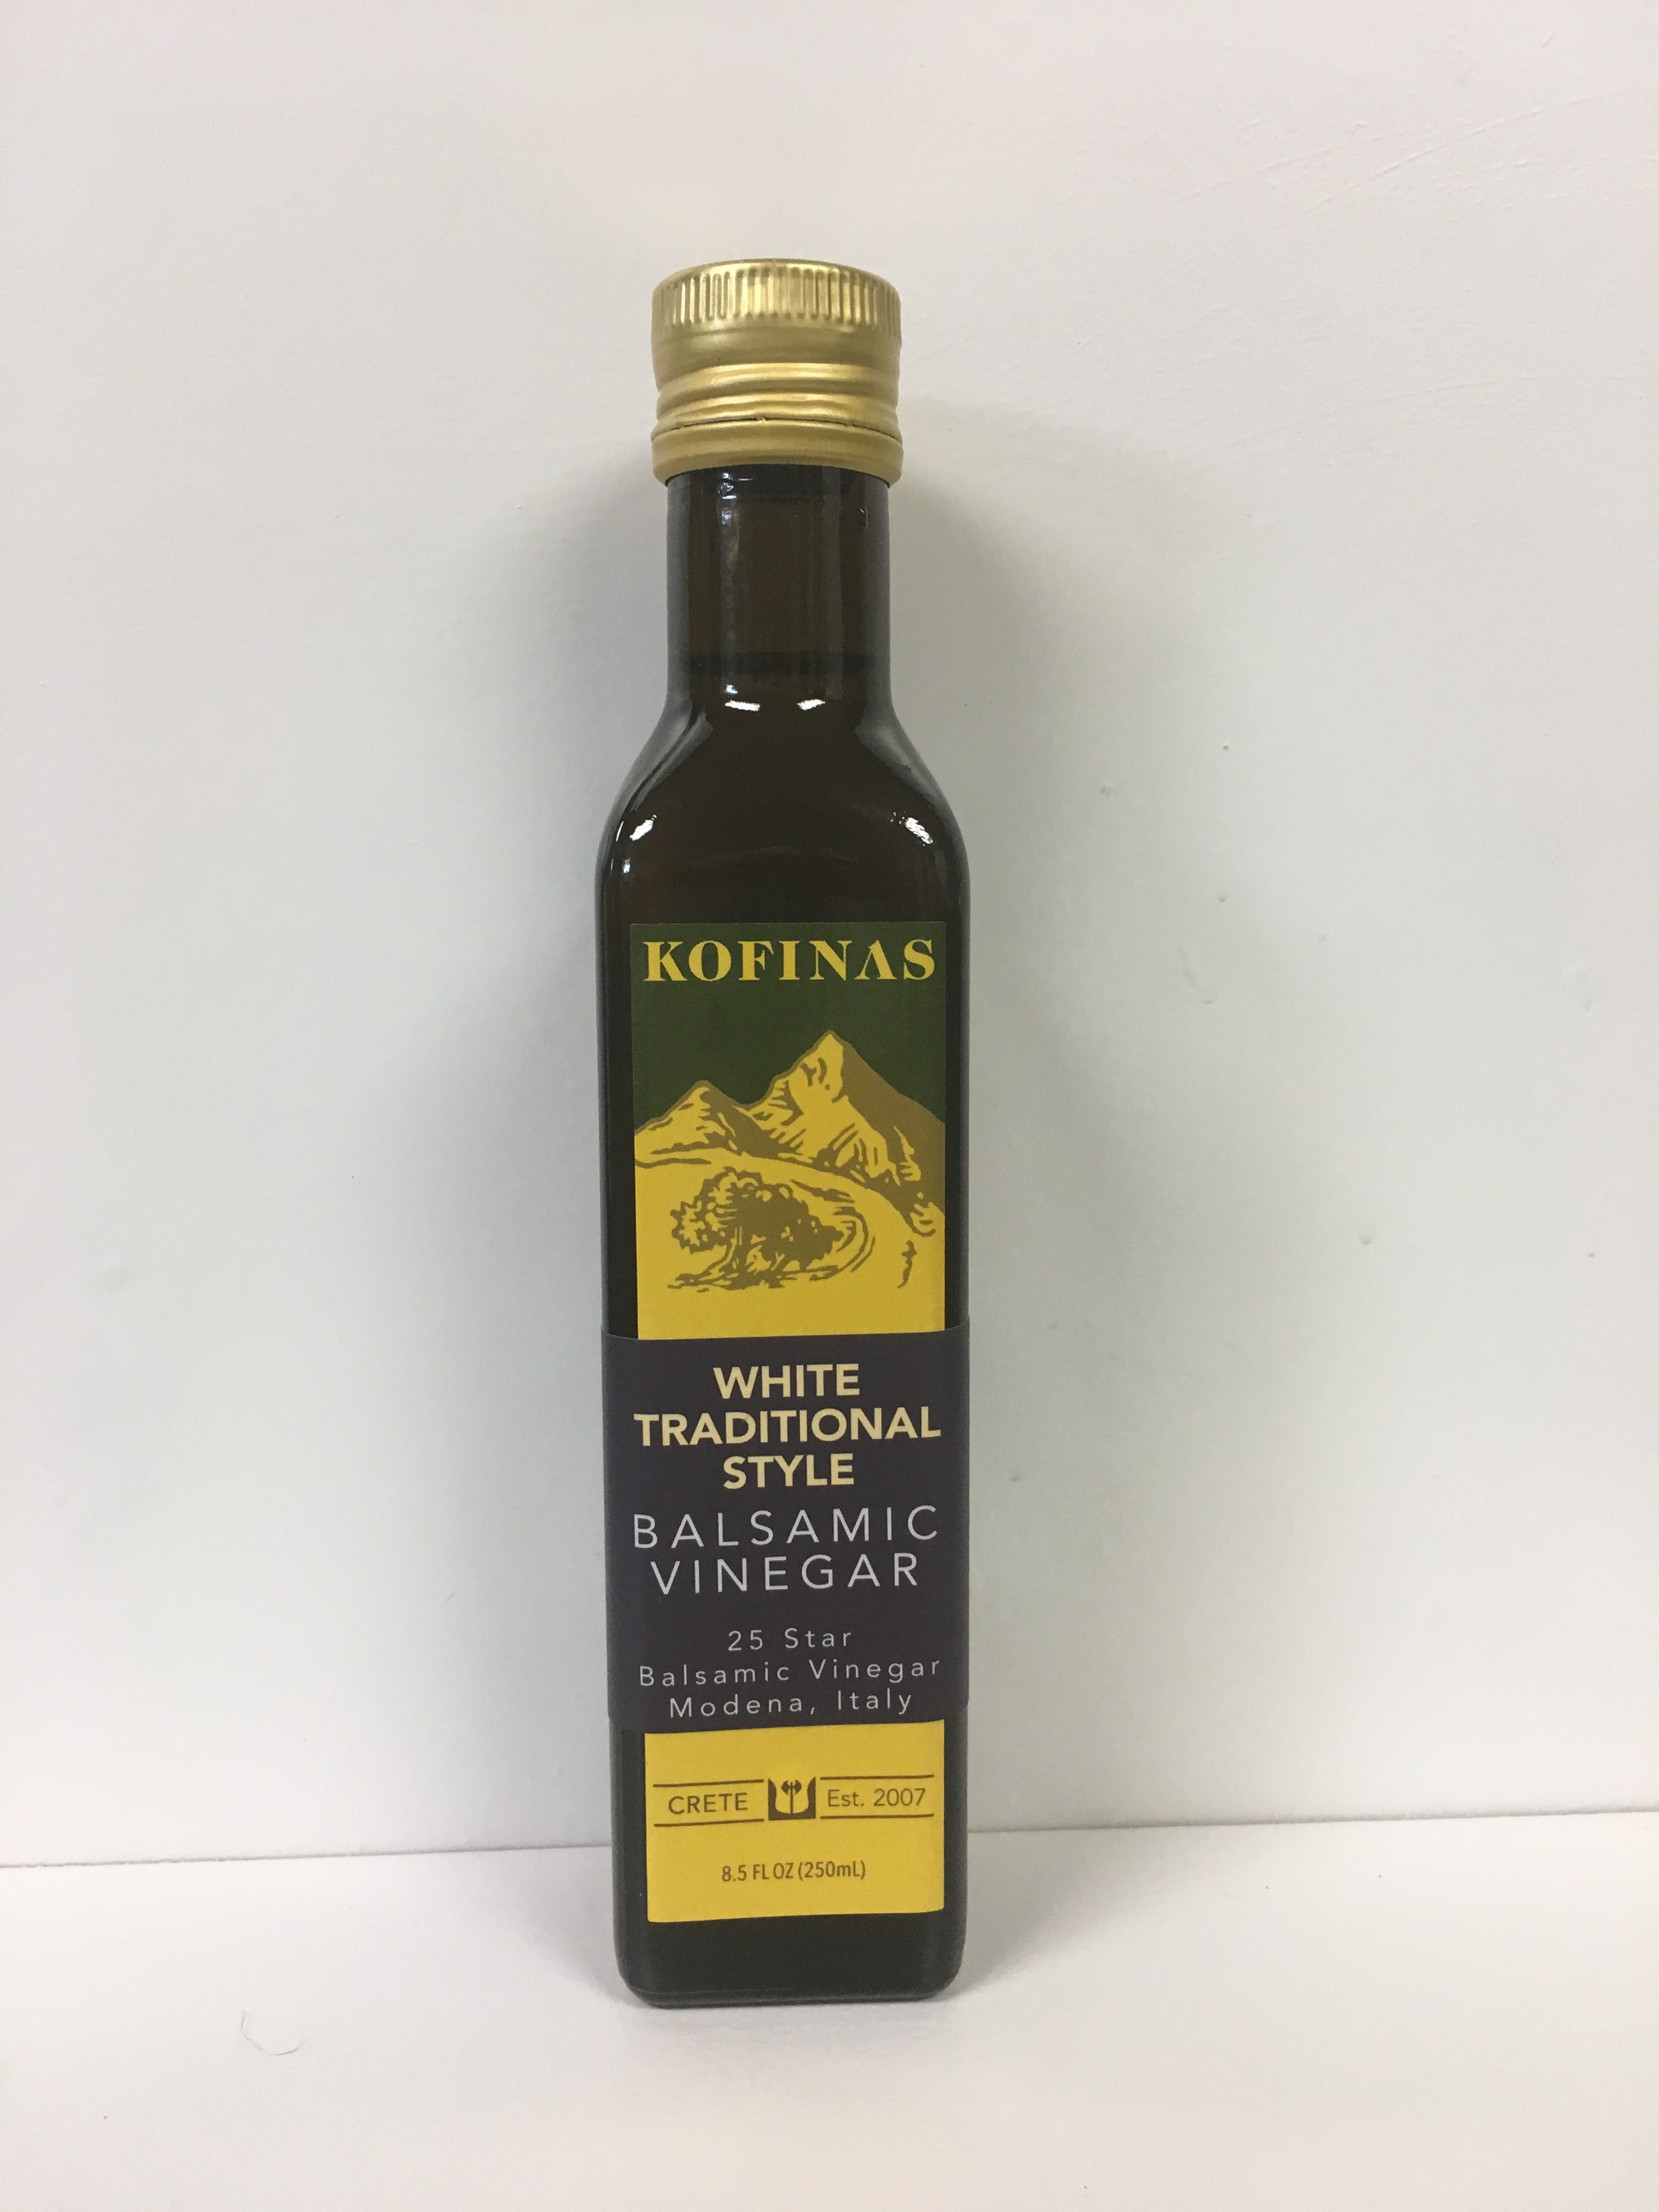 KOFINAS
WHITE
TRADITIONAL
STYLE
BALSAMIC
VINEGAR
25 Star
Balsamic Vinegar
Modena, Italy
CRETE Est. 2007
8.5 FL OZ (250mL)